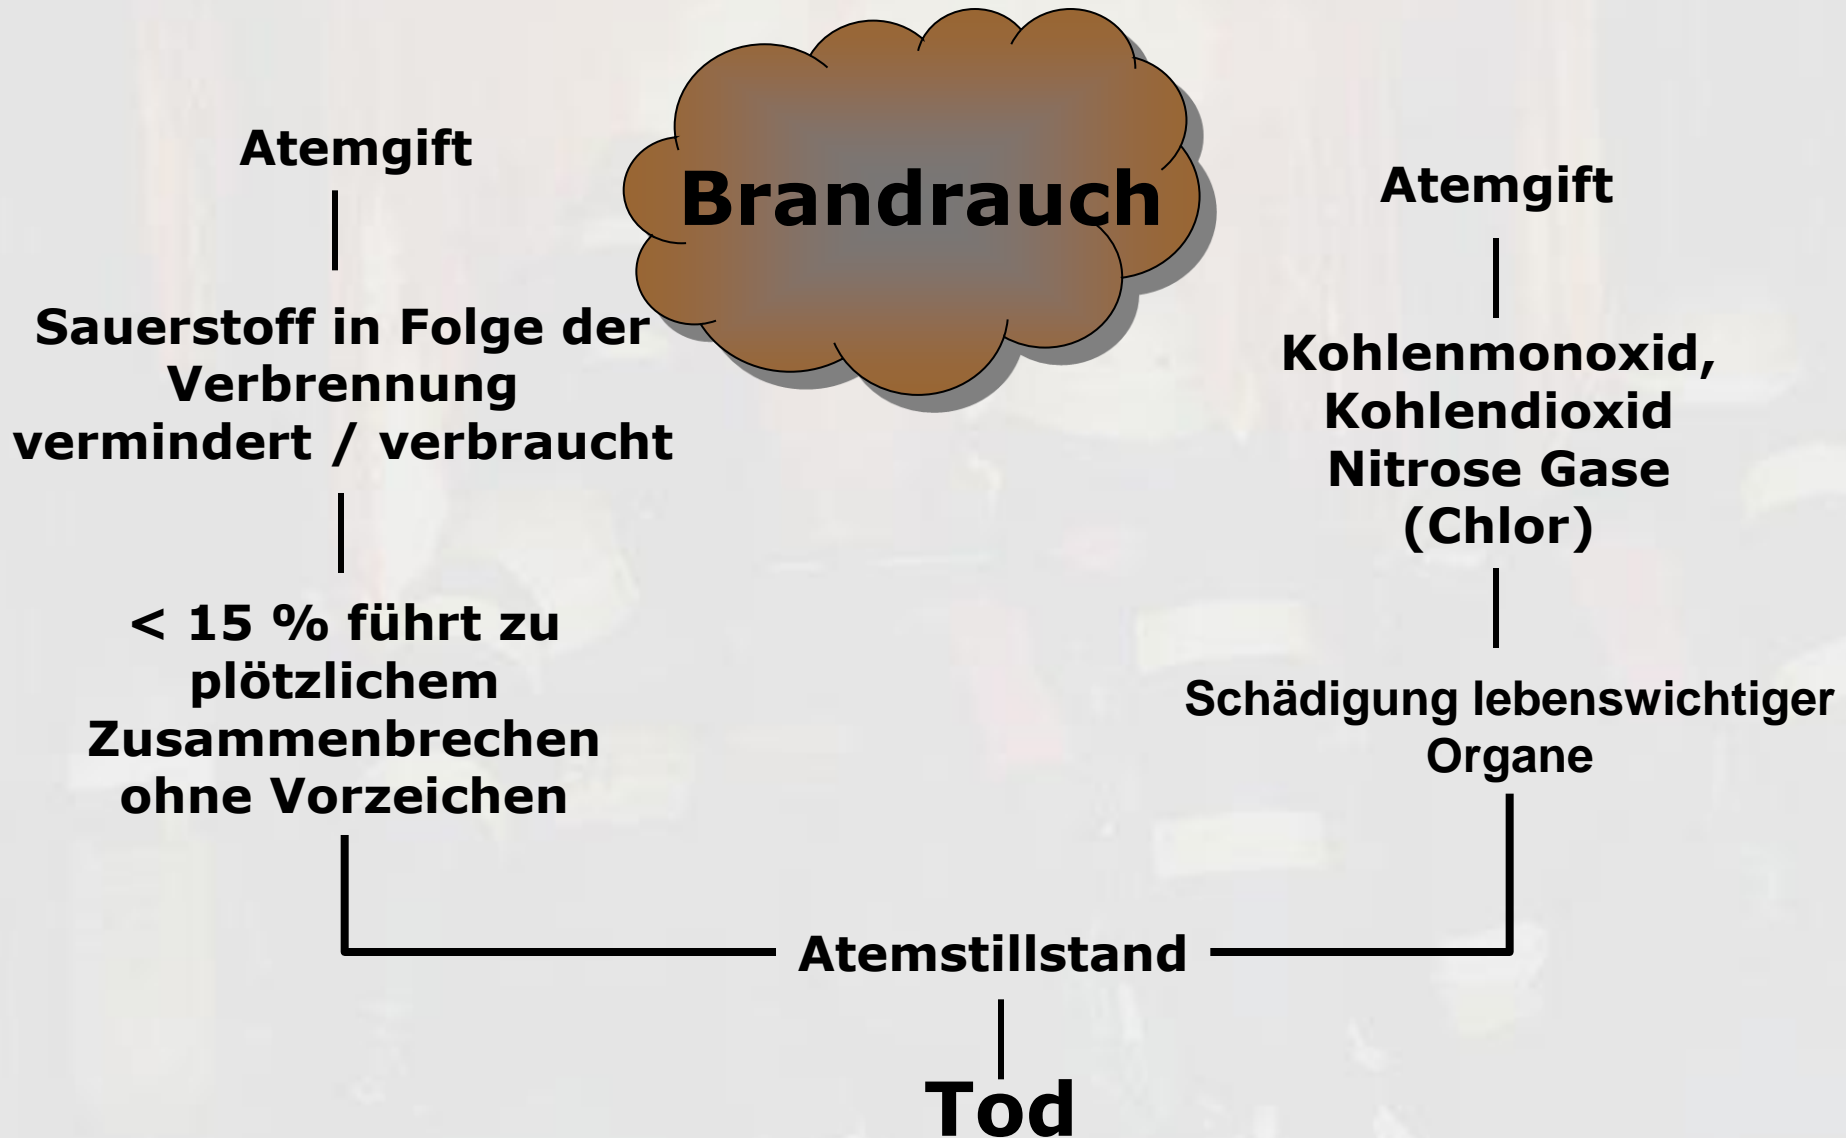 Brandrauch
Atemgift
Sauerstoff in Folge der
Verbrennung
vermindert / verbraucht
< 15 % führt zu
plötzlichem
Zusammenbrechen
ohne Vorzeichen
Atemgift
Kohlenmonoxid,
Kohlendioxid
Nitrose Gase
(Chlor)
Schädigung lebenswichtiger
Organe
Atemstillstand
Tod